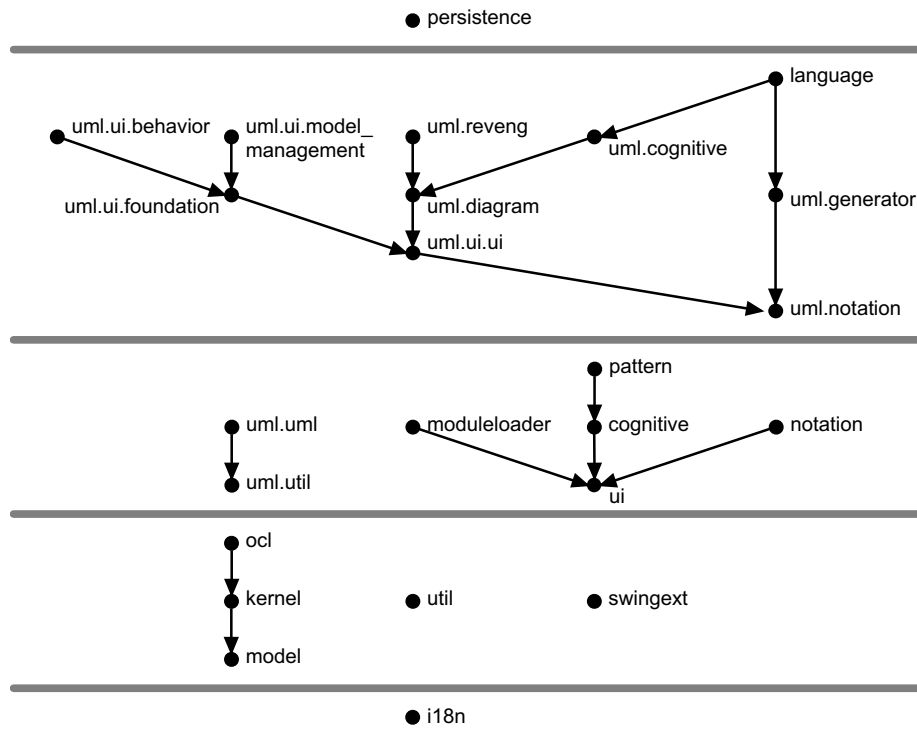 persistence
language
uml.ui.behavior
uml.ui.model_
management
uml.reveng
uml.cognitive
uml.ui.foundation
uml.diagram
uml.generator
uml.ui.ui
uml.notation
pattern
uml.uml
moduleloader
cognitive
notation
uml.util
ui
ocl
kernel
util
swingext
model
i18n